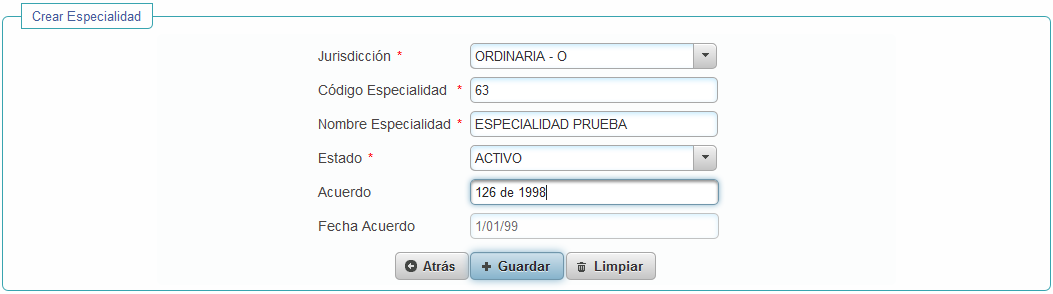 Crear Especialidad
Jurisdicción * ORDINARIA - O
Código Especialidad * 63
Nombre Especialidad * ESPECIALIDAD PRUEBA
Estado * ACTIVO
Acuerdo 126 de 1998
Fecha Acuerdo 1/01/99
Atrás Guardar Limpiar